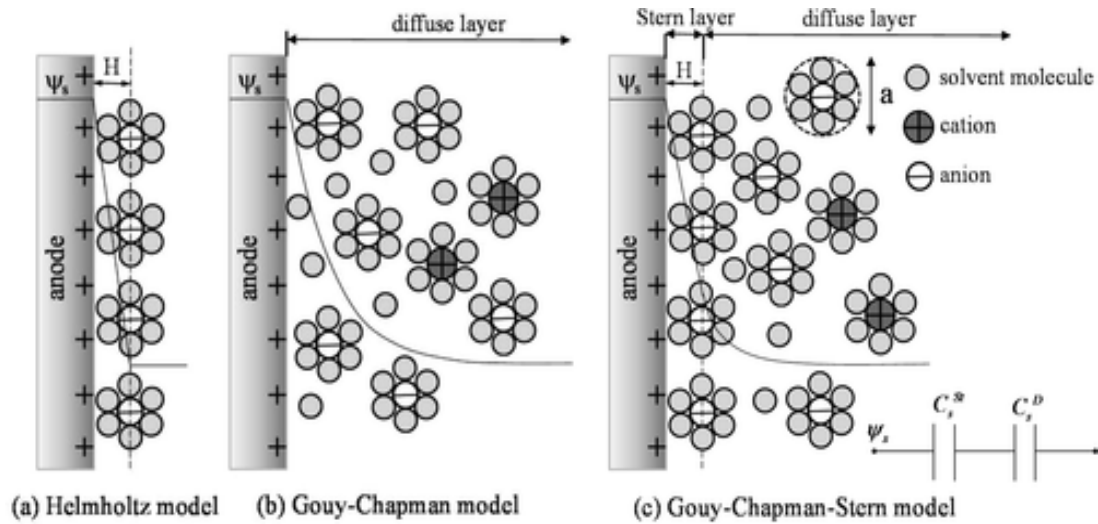 diffuse layer
Stern layer
diffuse layer
Ψs
H
anode
(a) Helmholtz model
Ψs
anode
(b) Gouy-Chapman model
Ψs
H
anode
a
solvent molecule
cation
anion
Ψs
C_s^St
C_s^D
(c) Gouy-Chapman-Stern model